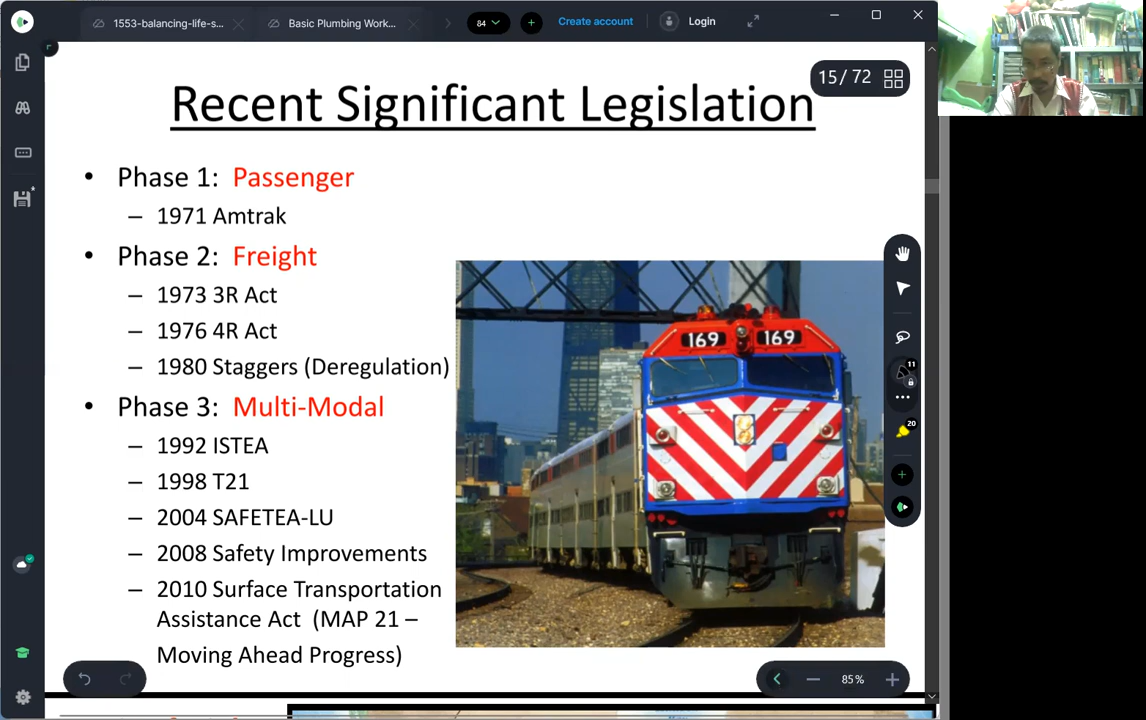 1553-balancing-life-s...
Basic Plumbing Work...
84
Create account
Login
15/ 72
Recent Significant Legislation
• Phase 1: Passenger
– 1971 Amtrak
• Phase 2: Freight
– 1973 3R Act
– 1976 4R Act
– 1980 Staggers (Deregulation)
• Phase 3: Multi-Modal
– 1992 ISTEA
– 1998 T21
– 2004 SAFETEA-LU
– 2008 Safety Improvements
– 2010 Surface Transportation
Assistance Act (MAP 21 –
Moving Ahead Progress)
169
169
11
20
85%